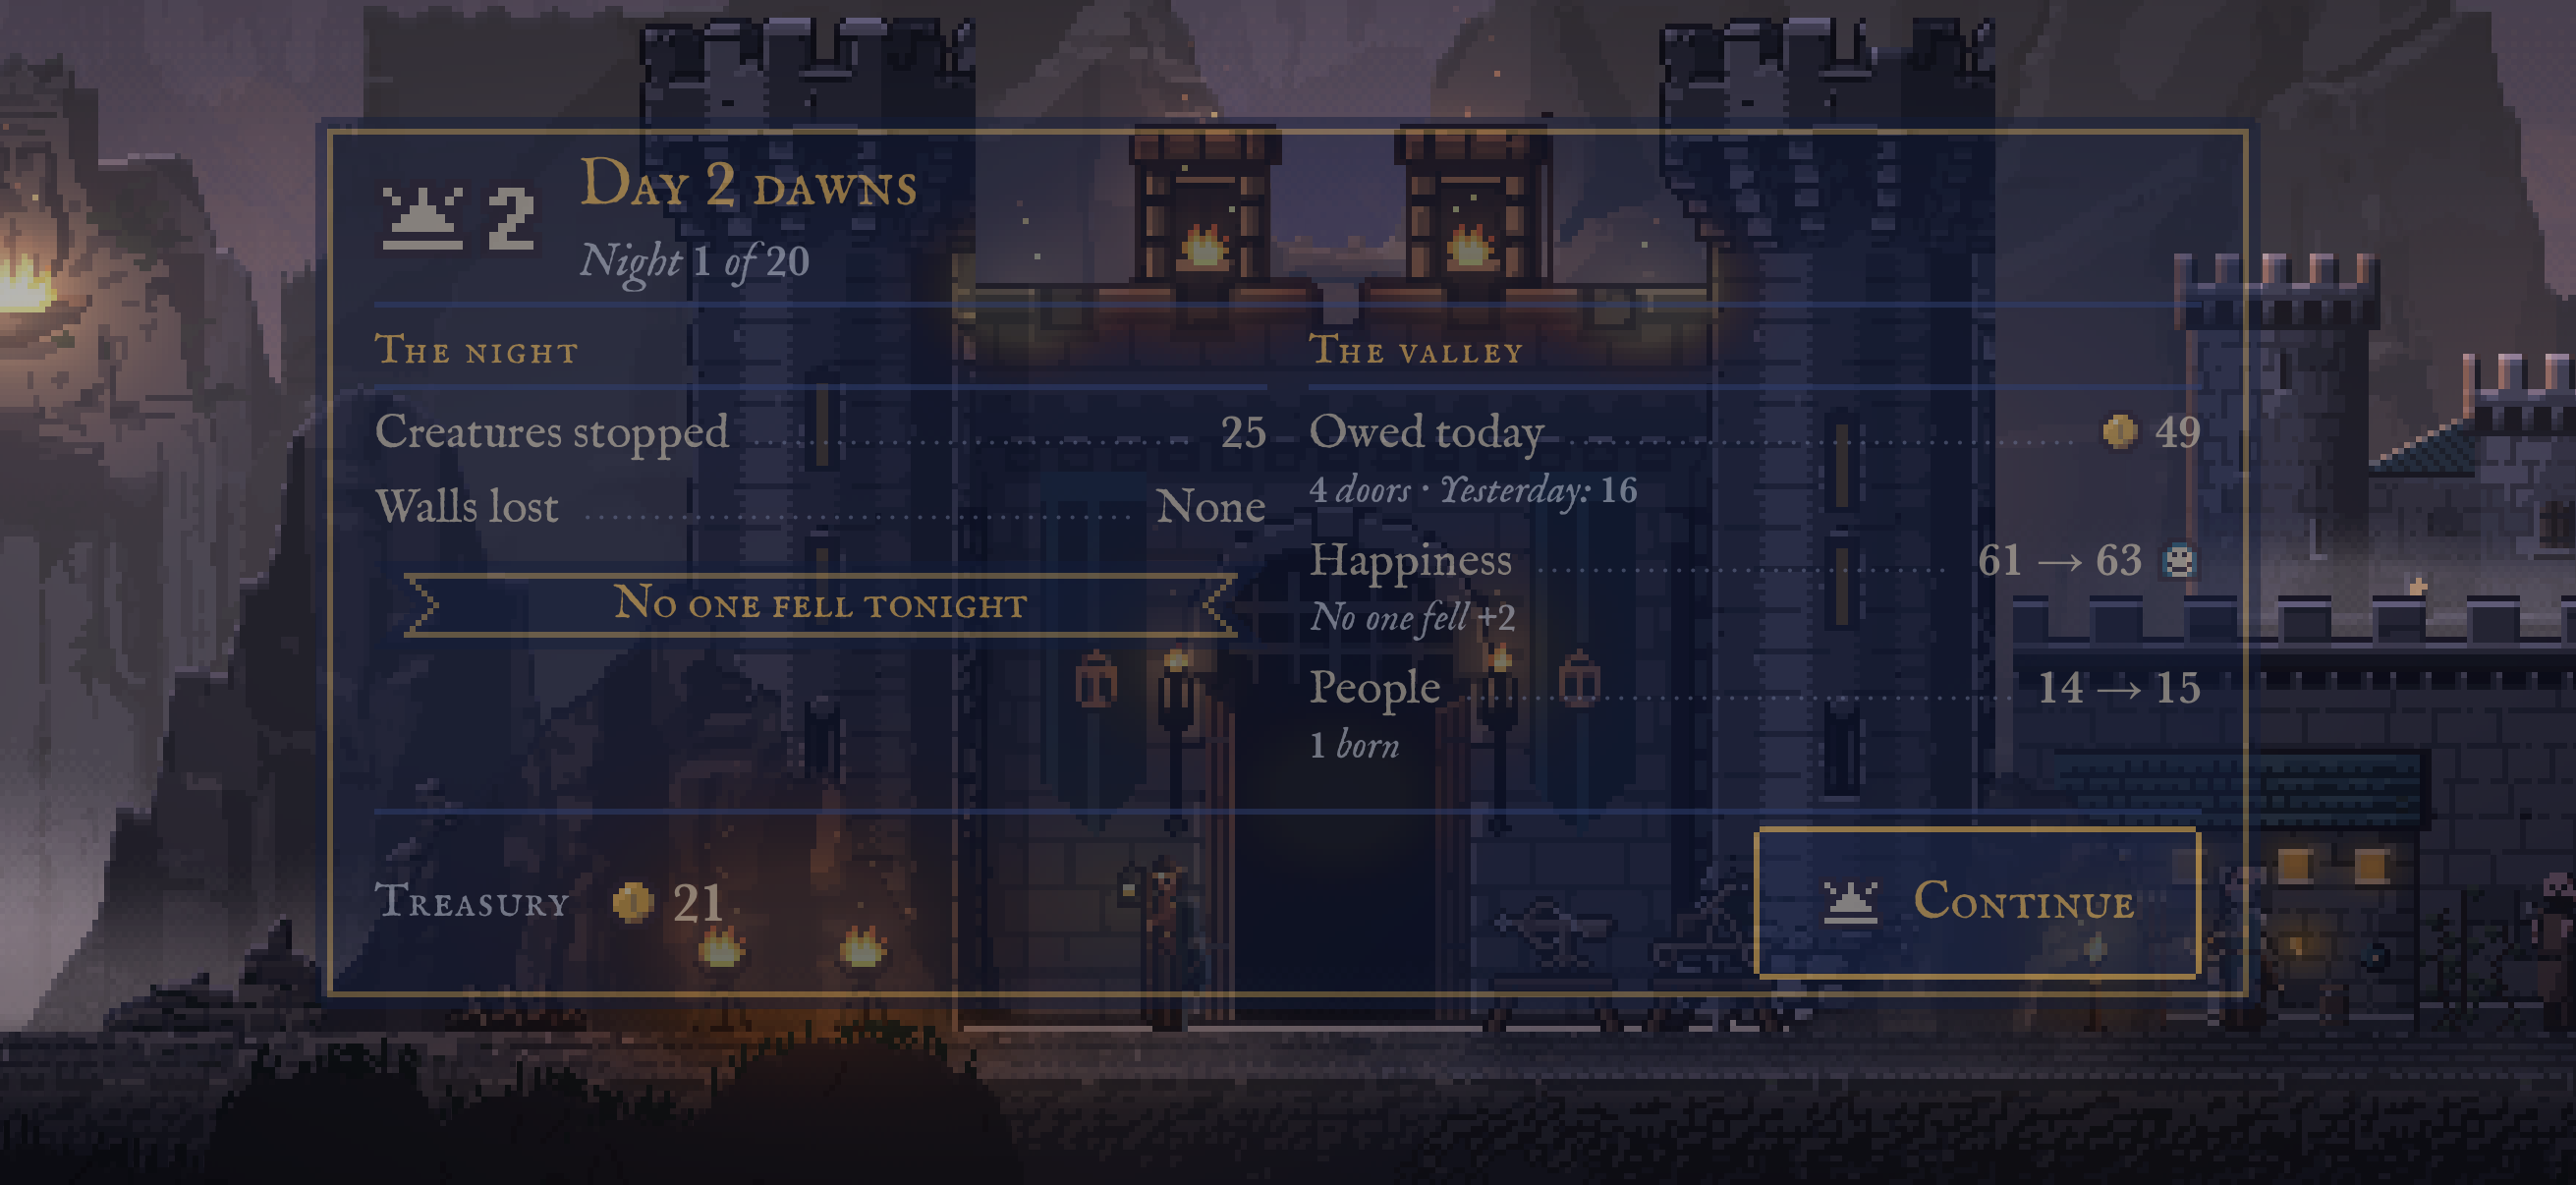 2
Day 2 dawns
Night 1 of 20
The night
Creatures stopped 25
Walls lost None
No one fell tonight
The valley
Owed today 49
4 doors · Yesterday: 16
Happiness 61 → 63
No one fell +2
People 14 → 15
1 born
Treasury 21
Continue